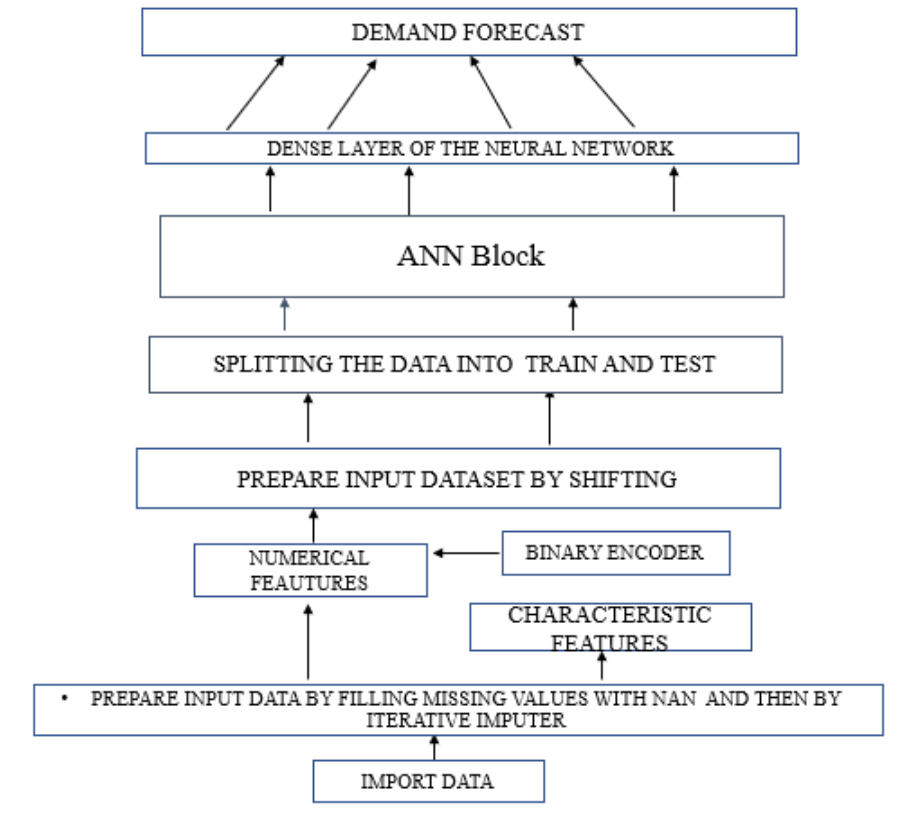 DEMAND FORECAST
DENSE LAYER OF THE NEURAL NETWORK
ANN Block
SPLITTING THE DATA INTO TRAIN AND TEST
PREPARE INPUT DATASET BY SHIFTING
NUMERICAL
FEAUTURES
BINARY ENCODER
CHARACTERISTIC
FEATURES
• PREPARE INPUT DATA BY FILLING MISSING VALUES WITH NAN AND THEN BY
ITERATIVE IMPUTER
IMPORT DATA